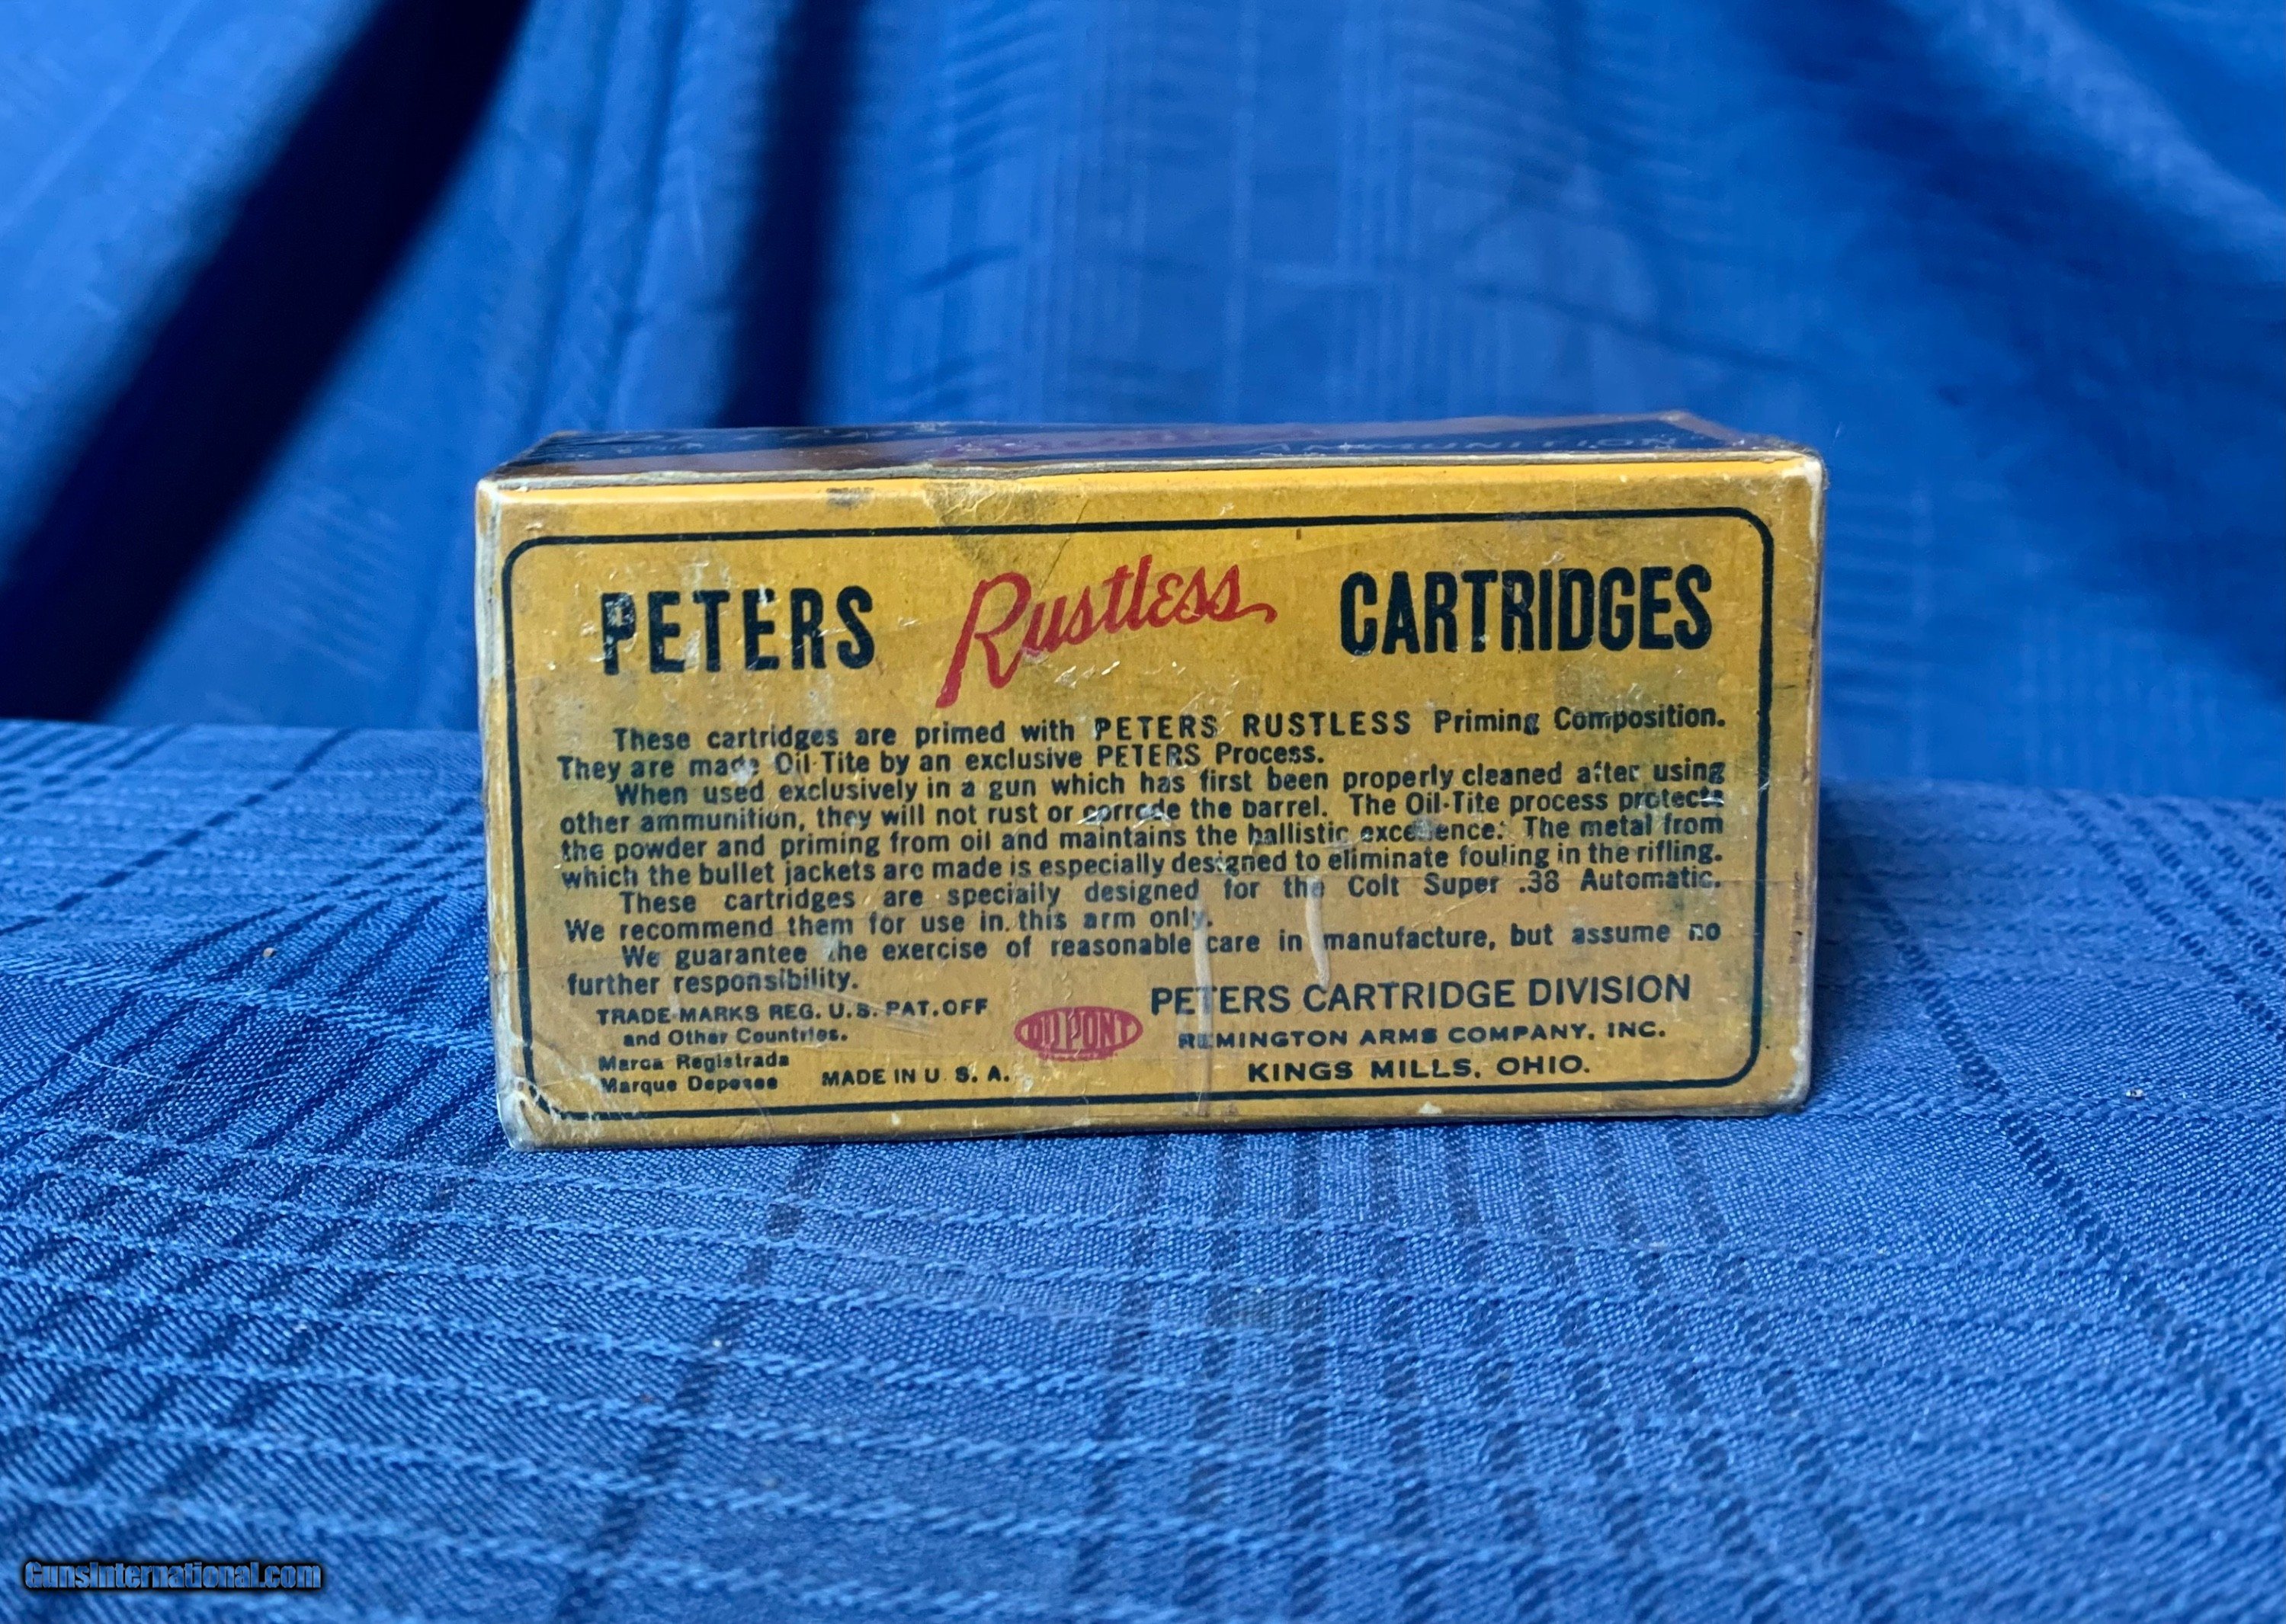 AMMUNITION
PETERS Rustless CARTRIDGES
These cartridges are primed with PETERS RUSTLESS Priming Composition.
They are made Oil-Tite by an exclusive PETERS Process.
When used exclusively in a gun which has first been properly cleaned after using
other ammunition, they will not rust or corrode the barrel. The Oil-Tite process protects
the powder and priming from oil and maintains the ballistic excellence. The metal from
which the bullet jackets are made is especially designed to eliminate fouling in the rifling.
These cartridges are specially designed for the Colt Super .38 Automatic.
We recommend them for use in this arm only.
We guarantee the exercise of reasonable care in manufacture, but assume no
further responsibility.
TRADE-MARKS REG. U.S. PAT. OFF
and Other Countries.
Marca Registrada
Marque Deposee
MADE IN U. S. A.
DU PONT
PETERS CARTRIDGE DIVISION
REMINGTON ARMS COMPANY, INC.
KINGS MILLS, OHIO.
GunsInternational.com